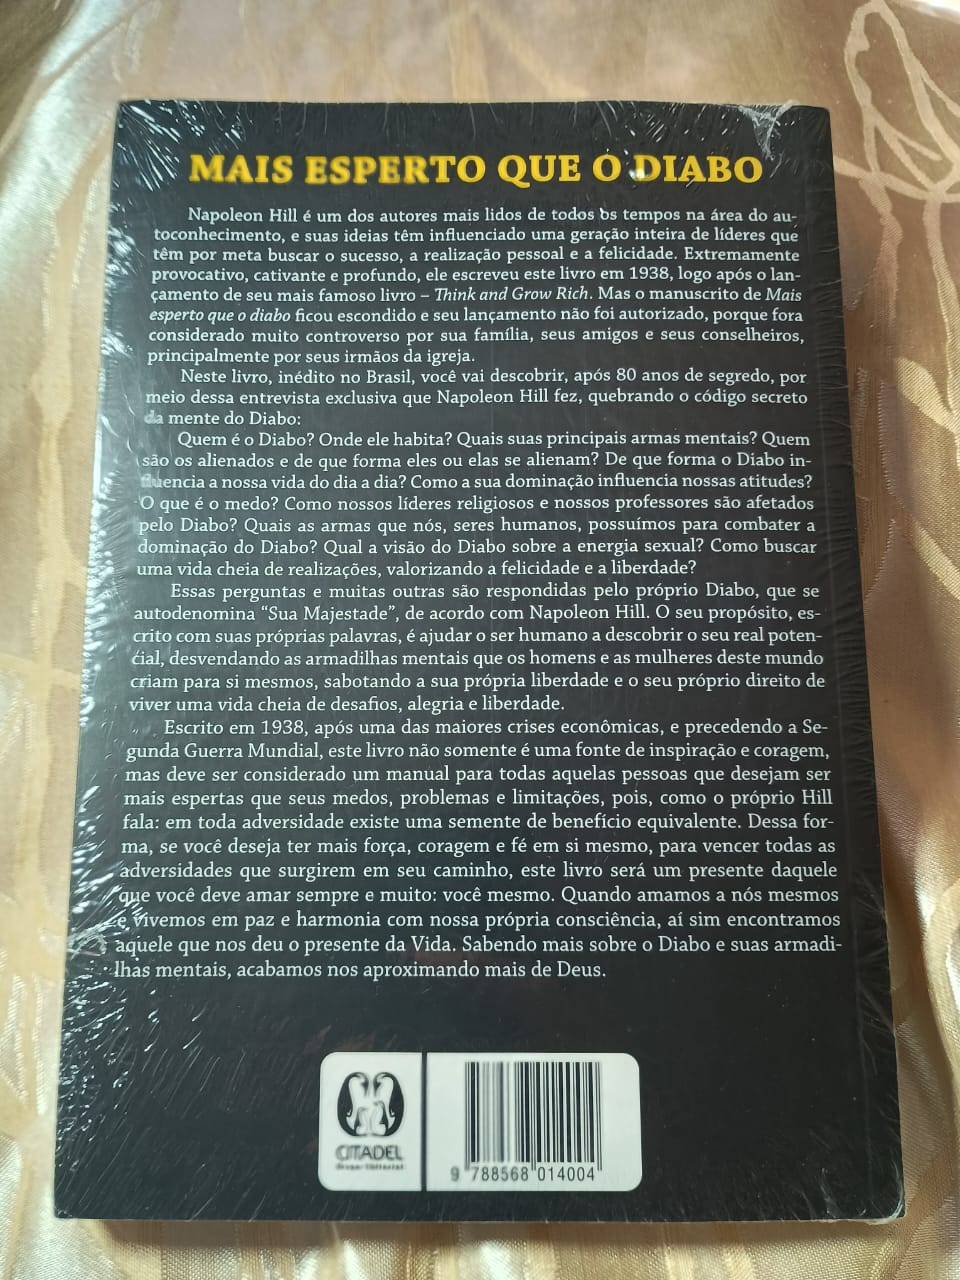 MAIS ESPERTO QUE O DIABO
Napoleon Hill é um dos autores mais lidos de todos os tempos na área do au-
toconhecimento, e suas ideias têm influenciado uma geração inteira de líderes que
têm por meta buscar o sucesso, a realização pessoal e a felicidade. Extremamente
provocativo, cativante e profundo, ele escreveu este livro em 1938, logo após o lan-
çamento de seu mais famoso livro – Think and Grow Rich. Mas o manuscrito de Mais
esperto que o diabo ficou escondido e seu lançamento não foi autorizado, porque fora
considerado muito controverso por sua família, seus amigos e seus conselheiros,
principalmente por seus irmãos da igreja.
Neste livro, inédito no Brasil, você vai descobrir, após 80 anos de segredo, por
meio dessa entrevista exclusiva que Napoleon Hill fez, quebrando o código secreto
da mente do Diabo:
Quem é o Diabo? Onde ele habita? Quais suas principais armas mentais? Quem
são os alienados e de que forma eles ou elas se alienam? De que forma o Diabo in-
fluencia a nossa vida do dia a dia? Como a sua dominação influencia nossas atitudes?
O que é o medo? Como nossos líderes religiosos e nossos professores são afetados
pelo Diabo? Quais as armas que nós, seres humanos, possuímos para combater a
dominação do Diabo? Qual a visão do Diabo sobre a energia sexual? Como buscar
uma vida cheia de realizações, valorizando a felicidade e a liberdade?
Essas perguntas e muitas outras são respondidas pelo próprio Diabo, que se
autodenomina “Sua Majestade”, de acordo com Napoleon Hill. O seu propósito, es-
crito com suas próprias palavras, é ajudar o ser humano a descobrir o seu real poten-
cial, desvendando as armadilhas mentais que os homens e as mulheres deste mundo
criam para si mesmos, sabotando a sua própria liberdade e o seu próprio direito de
viver uma vida cheia de desafios, alegria e liberdade.
Escrito em 1938, após uma das maiores crises econômicas, e precedendo a Se-
gunda Guerra Mundial, este livro não somente é uma fonte de inspiração e coragem,
mas deve ser considerado um manual para todas aquelas pessoas que desejam ser
mais espertas que seus medos, problemas e limitações, pois, como o próprio Hill
fala: em toda adversidade existe uma semente de benefício equivalente. Dessa for-
ma, se você deseja ter mais força, coragem e fé em si mesmo, para vencer todas as
adversidades que surgirem em seu caminho, este livro será um presente daquele
que você deve amar sempre e muito: você mesmo. Quando amamos a nós mesmos
e vivemos em paz e harmonia com nossa própria consciência, aí sim encontramos
aquele que nos deu o presente da Vida. Sabendo mais sobre o Diabo e suas armadi-
lhas mentais, acabamos nos aproximando mais de Deus.
CITADEL
Grupo Editorial
9 788568 014004